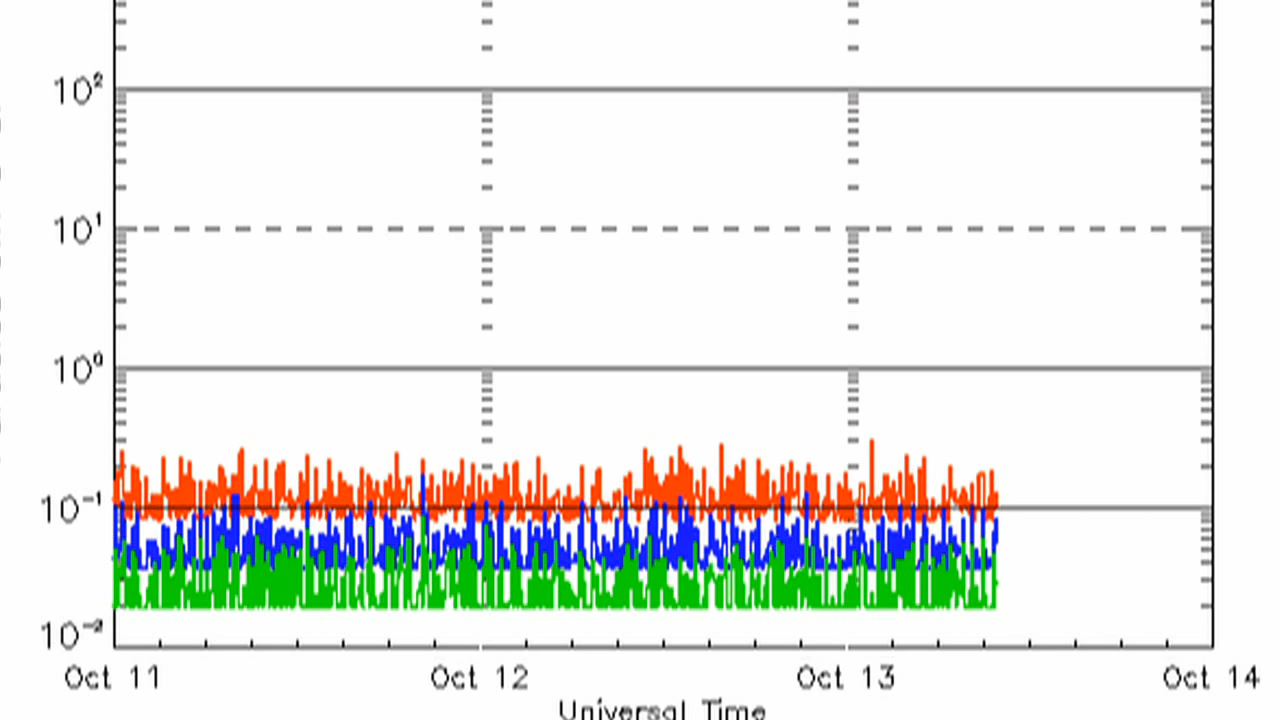 10²
10¹
10⁰
10⁻¹
10⁻²
Oct 11 Oct 12 Oct 13 Oct 14
Universal Time